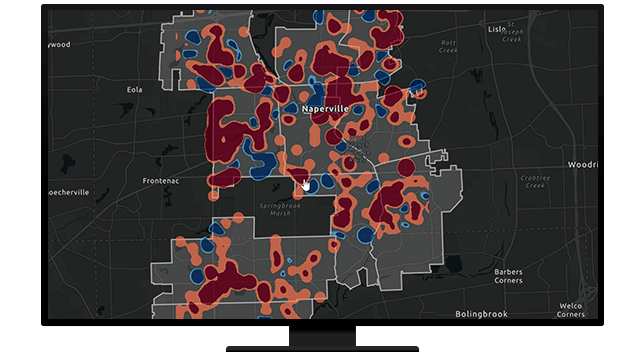 ywood
Lisle
St.
Joseph
Creek
Rott
Creek
Eola
Naperville
Woodri
Frontenac
Crabtree
Creek
oecherville
Springbrook
Marsh
Barbers
Corners
Bolingbrook
Welco
Corners